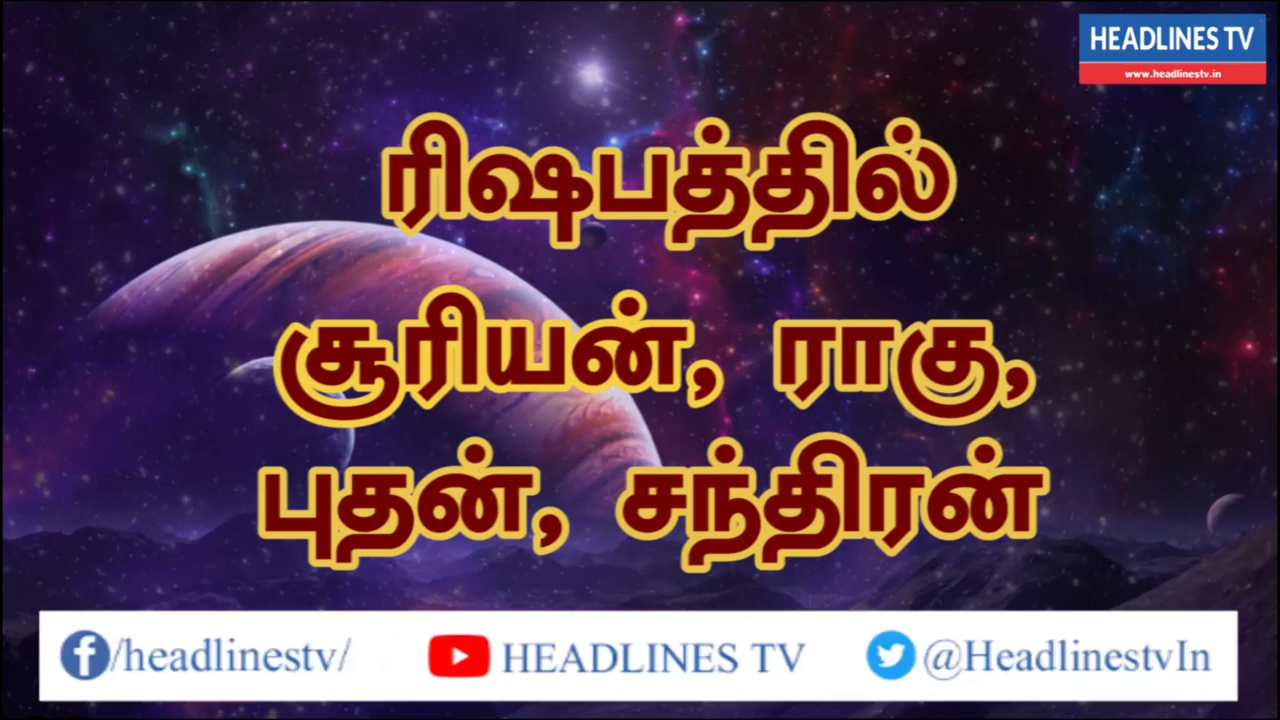 HEADLINES TV
www.headlinestv.in
ரிஷபத்தில்
சூரியன், ராகு,
புதன், சந்திரன்
/headlinestv/ HEADLINES TV @HeadlinestvIn